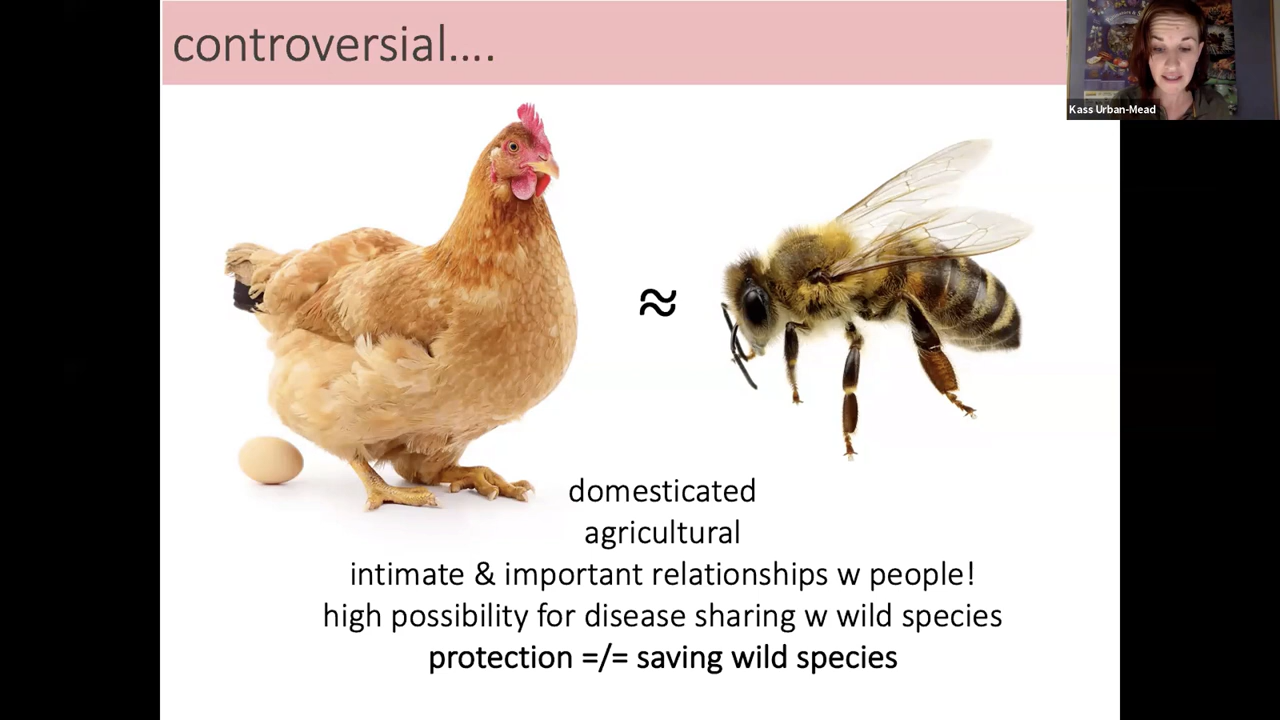 controversial....
Kass Urban-Mead
≈
domesticated
agricultural
intimate & important relationships w people!
high possibility for disease sharing w wild species
protection =/= saving wild species